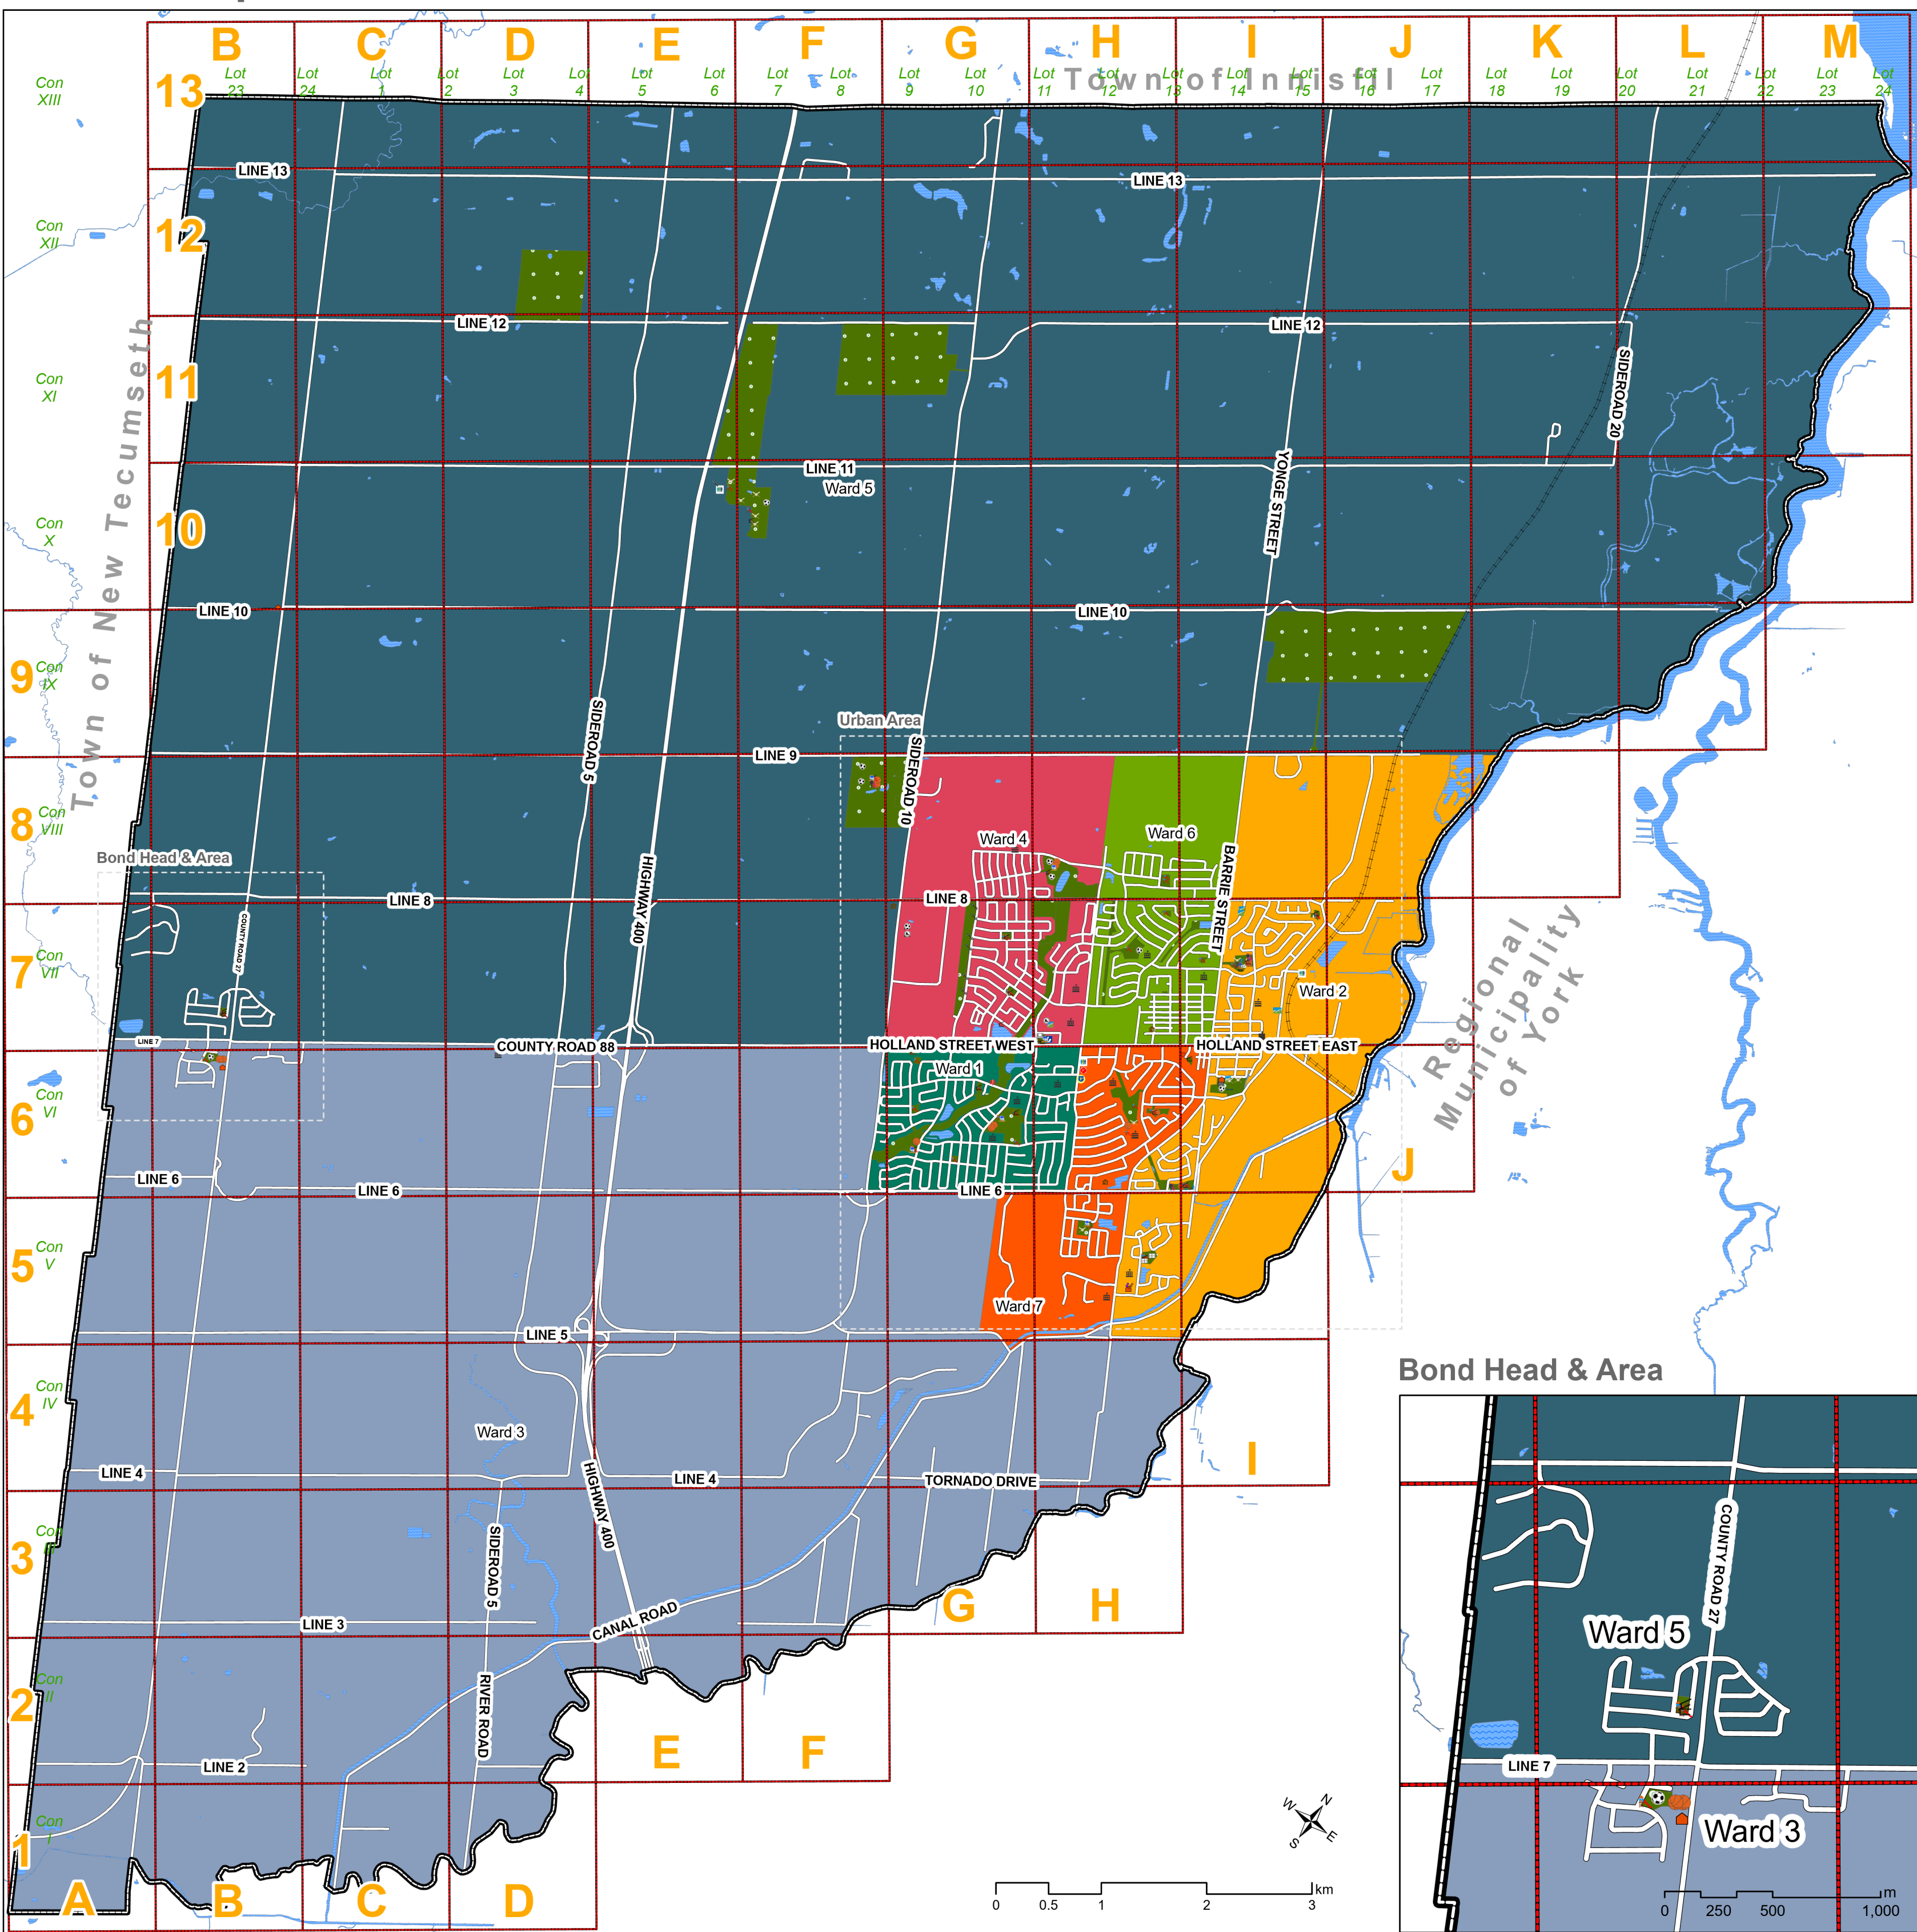 B C D E F G H I J K L M
Lot 23 Lot 24 Lot 1 Lot 2 Lot 3 Lot 4 Lot 5 Lot 6 Lot 7 Lot 8 Lot 9 Lot 10 Lot 11 Lot 12 Lot 13 Lot 14 Lot 15 Lot 17 Lot 18 Lot 19 Lot 20 Lot 21 Lot 22 Lot 23 Lot 24
Town of Innisfil
Con XIII
13
LINE 13
LINE 13
Con XII
12
LINE 12
LINE 12
Con XI
11
SIDEROAD 20
Town of New Tecumseth
LINE 11
Ward 5
YONGE STREET
Con X
10
LINE 10
LINE 10
9
Con IX
SIDEROAD 5
Urban Area
LINE 9
SIDEROAD 10
8
Con VIII
Ward 4
Ward 6
BARRIE STREET
HIGHWAY 400
Bond Head & Area
LINE 8
LINE 8
COUNTY ROAD 27
7
Con VII
Ward 2
Regional
Municipality
of York
LINE 7
COUNTY ROAD 88
HOLLAND STREET WEST
HOLLAND STREET EAST
Ward 1
6
Con VI
LINE 6
LINE 6
LINE 6
J
5
Con V
Ward 7
LINE 5
4
Con IV
Ward 3
LINE 4
LINE 4
TORNADO DRIVE
I
HIGHWAY 400
3
Con
SIDEROAD 5
LINE 3
CANAL ROAD
G H
2
Con II
RIVER ROAD
LINE 2
E F
1
Con I
A B C D
W N
S E
0 0.5 1 2 3 km
Bond Head & Area
COUNTY ROAD 27
Ward 5
LINE 7
Ward 3
0 250 500 1,000 m